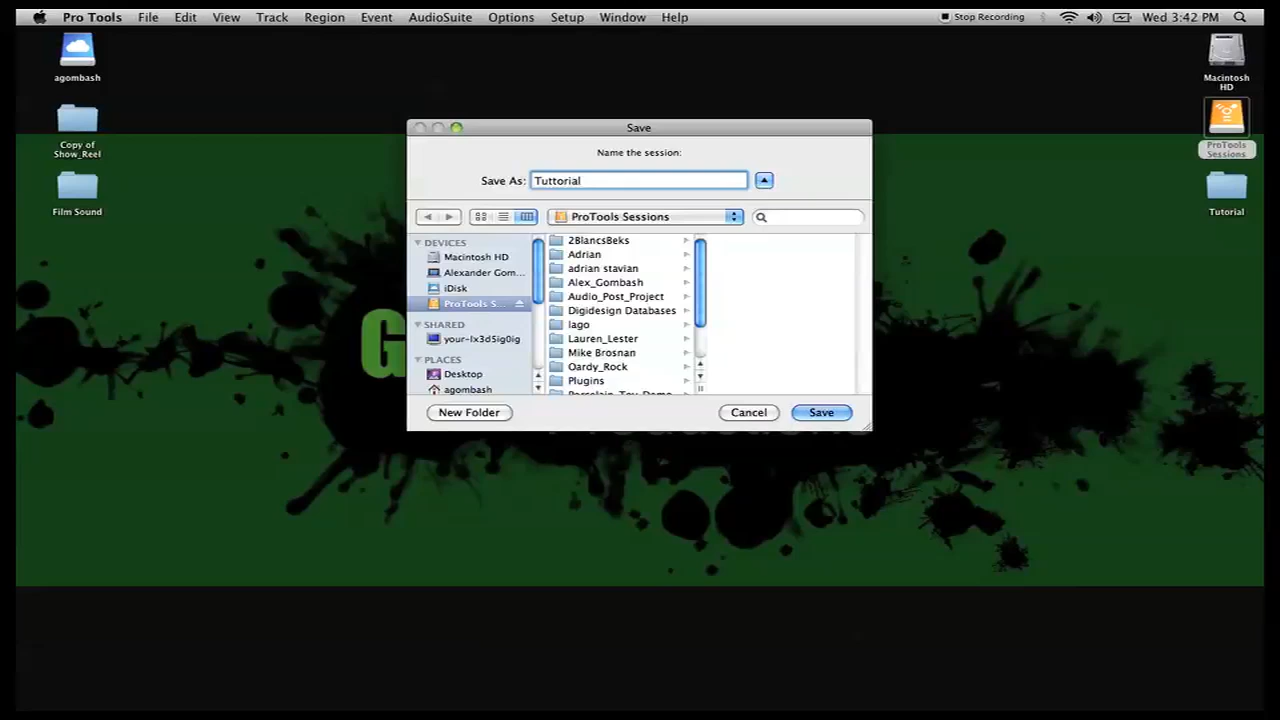 Pro Tools File Edit View Track Region Event AudioSuite Options Setup Window Help Stop Recording Wed 3:42 PM
agombash
Copy of
Show_Reel
Film Sound
Macintosh
HD
ProTools
Sessions
Tutorial
Save
Name the session:
Save As: Tuttorial
ProTools Sessions
DEVICES
Macintosh HD
Alexander Gom...
iDisk
ProTools S...
SHARED
your-lx3d5ig0ig
PLACES
Desktop
agombash
2BlancsBeks
Adrian
adrian stavian
Alex_Gombash
Audio_Post_Project
Digidesign Databases
Iago
Lauren_Lester
Mike Brosnan
Oardy_Rock
Plugins
Porcelain_Toy_Demo
New Folder Cancel Save
G